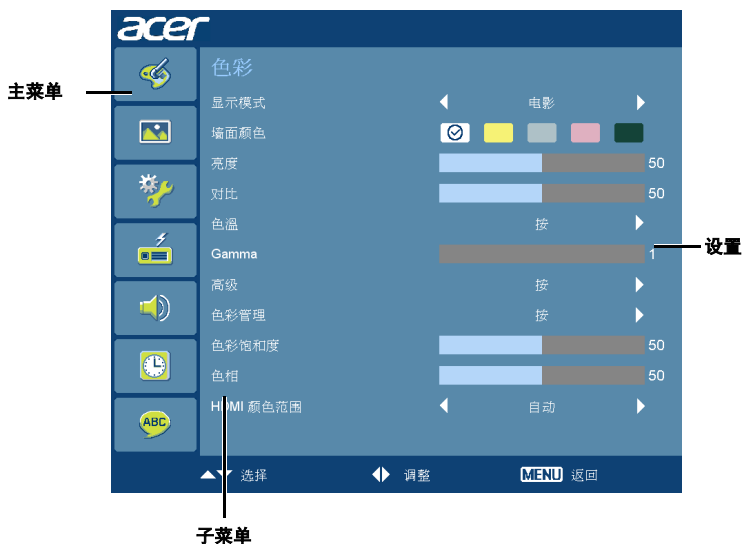 acer
色彩
主菜单
显示模式 电影
墙面颜色
亮度 50
对比 50
色溫 按
设置
Gamma 1
高级 按
色彩管理 按
色彩饱和度 50
色相 50
HDMI 颜色范围 自动
ABC
选择 调整 MENU 返回
子菜单